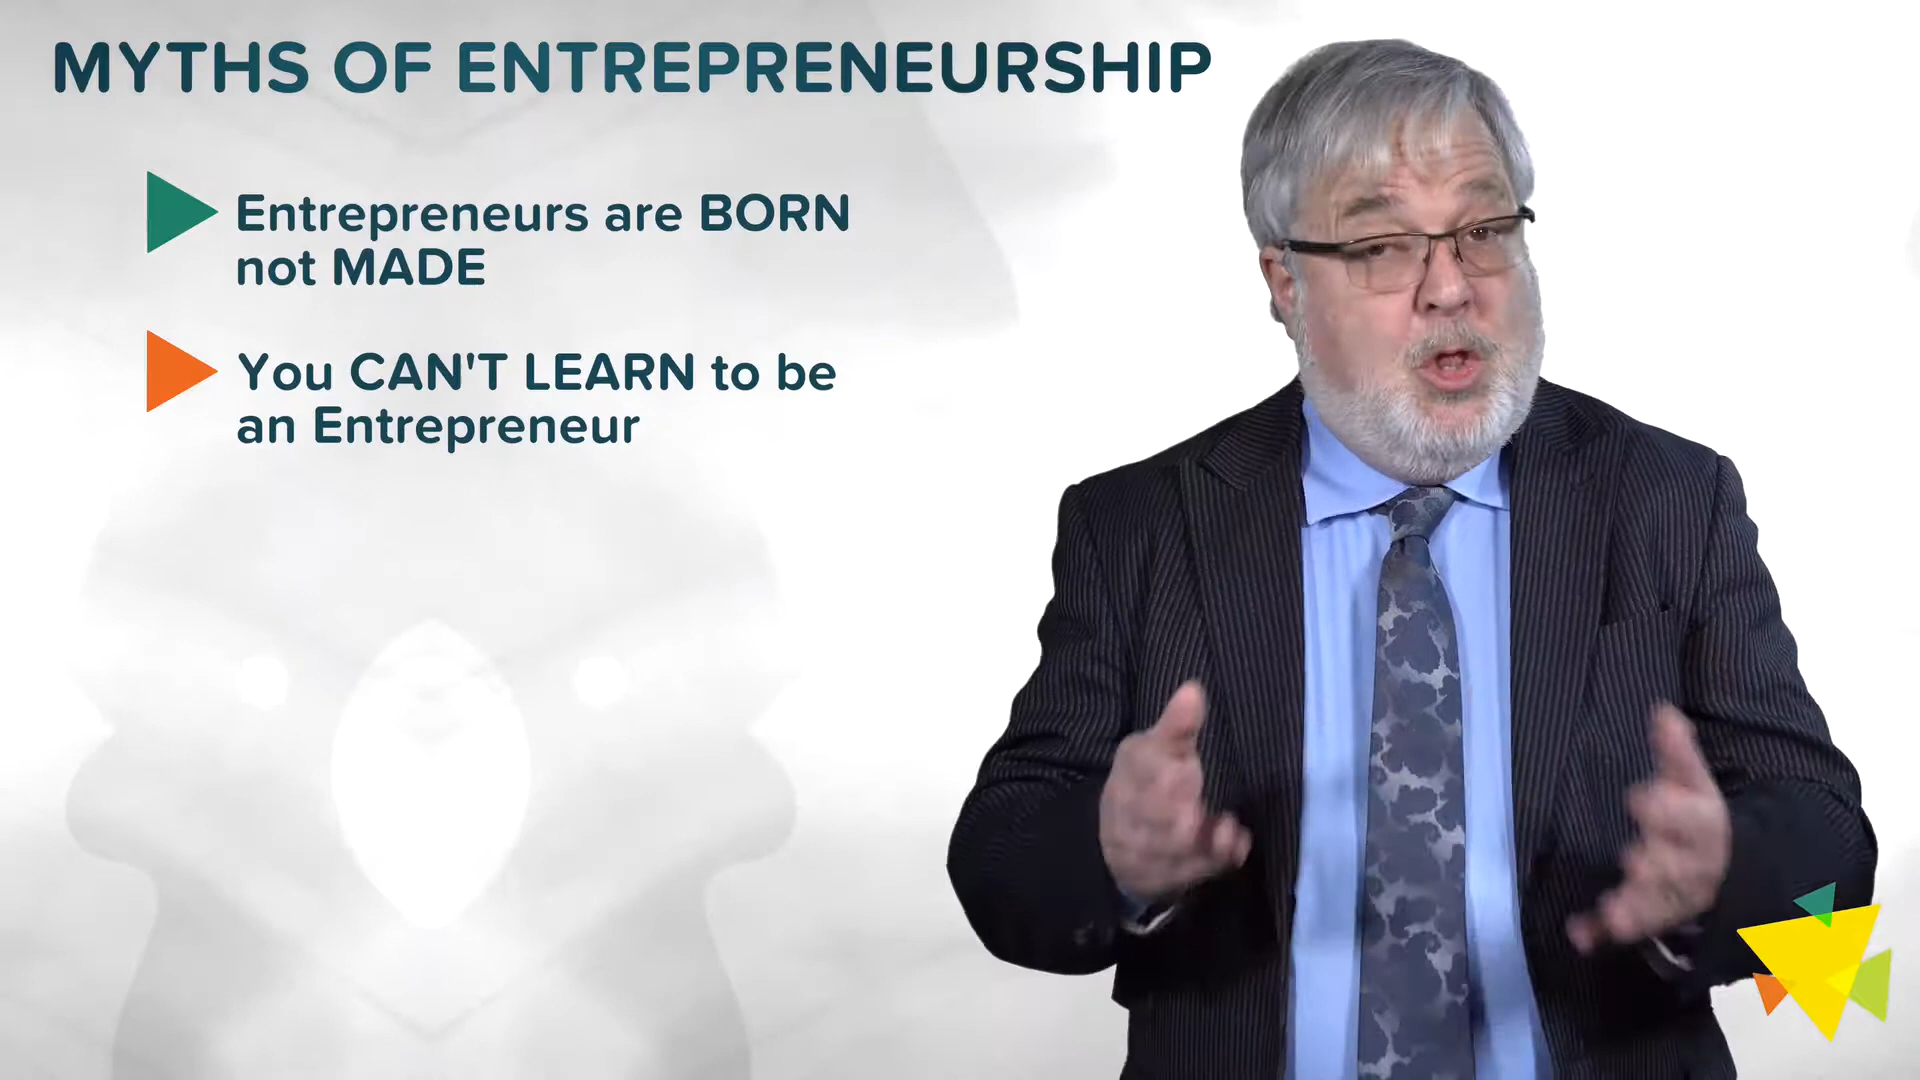 MYTHS OF ENTREPRENEURSHIP
Entrepreneurs are BORN
not MADE
You CAN'T LEARN to be
an Entrepreneur